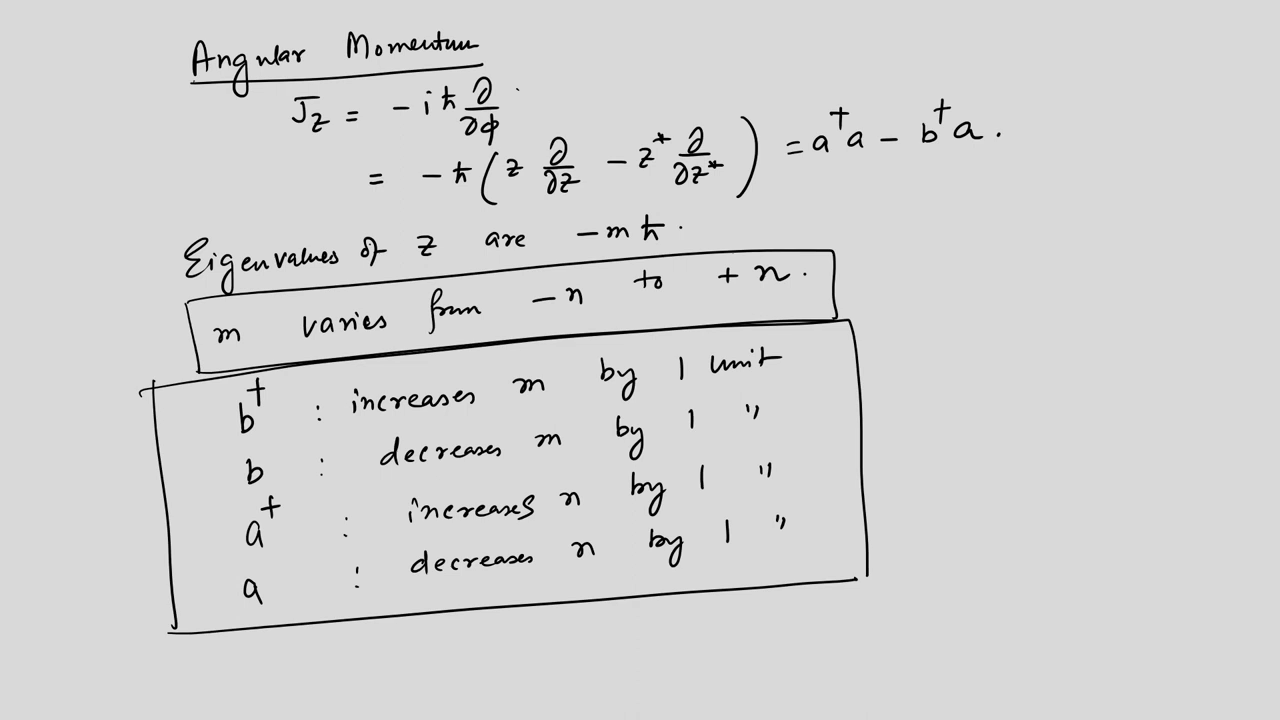 Angular Momentum
J_z = -iħ ∂/∂φ
= -ħ (z ∂/∂z - z* ∂/∂z*) = a†a - b†a.
Eigenvalues of z are -mħ.
m varies from -n to +n.
b† : increases m by 1 unit
b : decreases m by 1 "
a† : increases n by 1 "
a : decreases n by 1 "